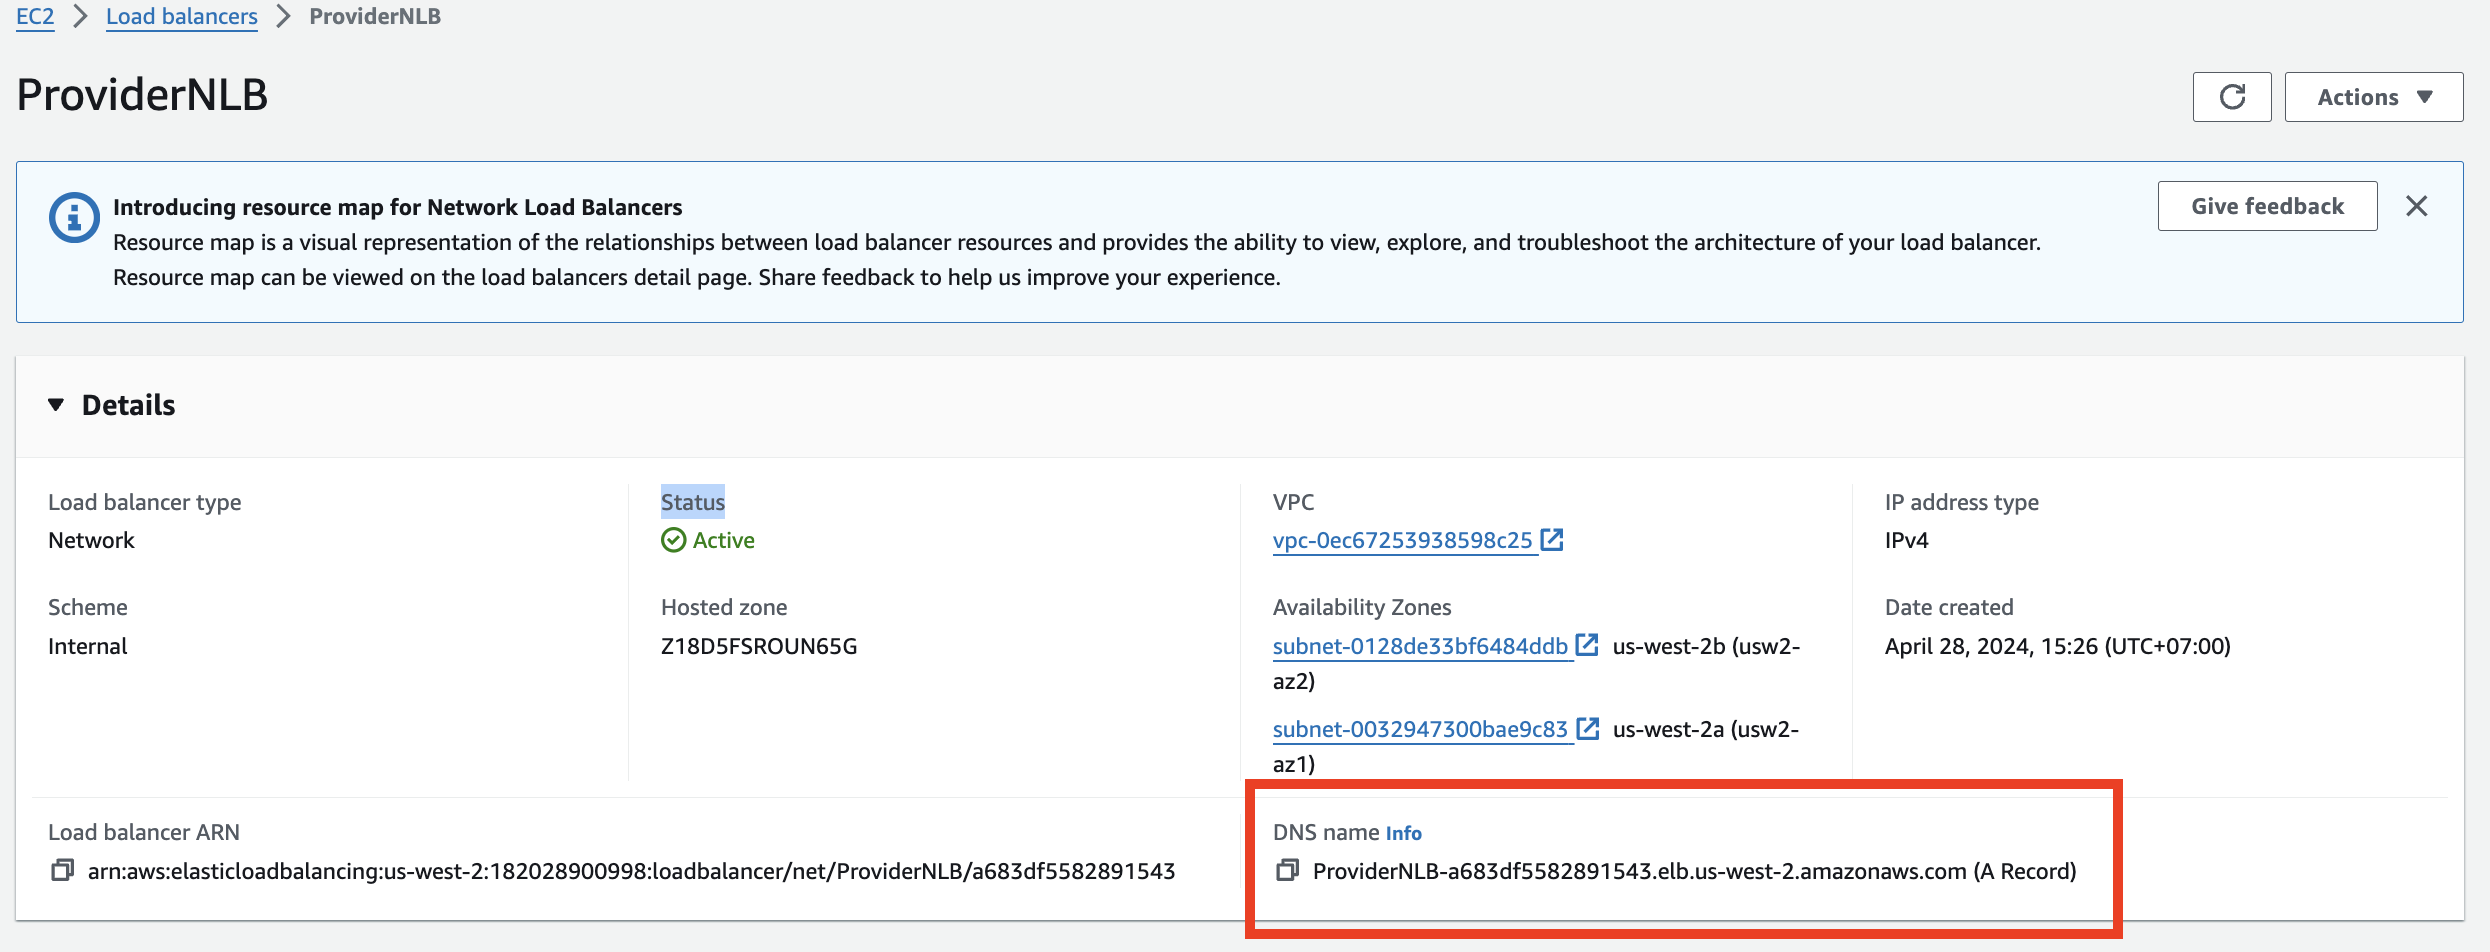 EC2 > Load balancers > ProviderNLB
ProviderNLB
Actions
Introducing resource map for Network Load Balancers
Resource map is a visual representation of the relationships between load balancer resources and provides the ability to view, explore, and troubleshoot the architecture of your load balancer.
Resource map can be viewed on the load balancers detail page. Share feedback to help us improve your experience.
Give feedback
Details
Load balancer type
Network
Status
Active
VPC
vpc-0ec67253938598c25
IP address type
IPv4
Scheme
Internal
Hosted zone
Z18D5FSROUN65G
Availability Zones
subnet-0128de33bf6484ddb us-west-2b (usw2-
az2)
subnet-0032947300bae9c83 us-west-2a (usw2-
az1)
Date created
April 28, 2024, 15:26 (UTC+07:00)
Load balancer ARN
arn:aws:elasticloadbalancing:us-west-2:182028900998:loadbalancer/net/ProviderNLB/a683df5582891543
DNS name Info
ProviderNLB-a683df5582891543.elb.us-west-2.amazonaws.com (A Record)